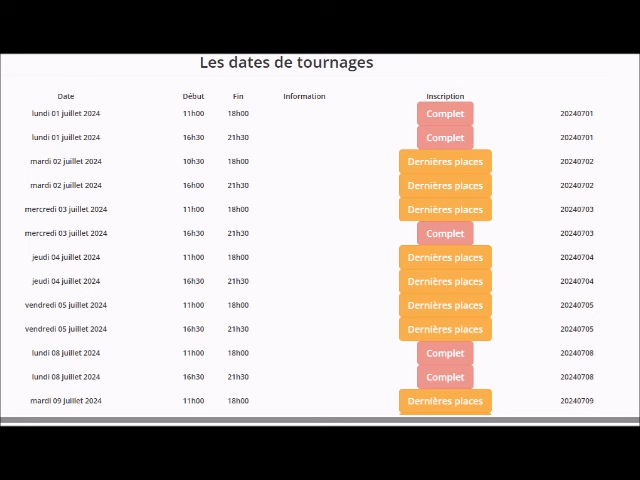 Les dates de tournages
Date Début Fin Information Inscription
lundi 01 juillet 2024 11h00 18h00 Complet 20240701
lundi 01 juillet 2024 16h30 21h30 Complet 20240701
mardi 02 juillet 2024 10h30 18h00 Dernières places 20240702
mardi 02 juillet 2024 16h00 21h30 Dernières places 20240702
mercredi 03 juillet 2024 11h00 18h00 Dernières places 20240703
mercredi 03 juillet 2024 16h30 21h30 Complet 20240703
jeudi 04 juillet 2024 11h00 18h00 Dernières places 20240704
jeudi 04 juillet 2024 16h30 21h30 Dernières places 20240704
vendredi 05 juillet 2024 11h00 18h00 Dernières places 20240705
vendredi 05 juillet 2024 16h30 21h30 Dernières places 20240705
lundi 08 juillet 2024 11h00 18h00 Complet 20240708
lundi 08 juillet 2024 16h30 21h30 Complet 20240708
mardi 09 juillet 2024 11h00 18h00 Dernières places 20240709